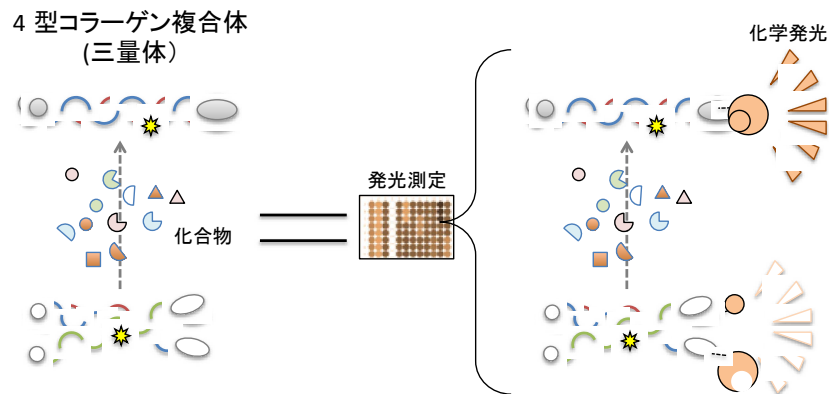 4 型コラーゲン複合体
(三量体）
化学発光
発光測定
化合物